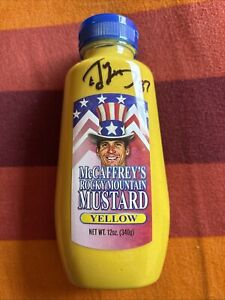 McCAFFREY'S
ROCKY MOUNTAIN
MUSTARD
YELLOW
NET WT. 12oz. (340g)